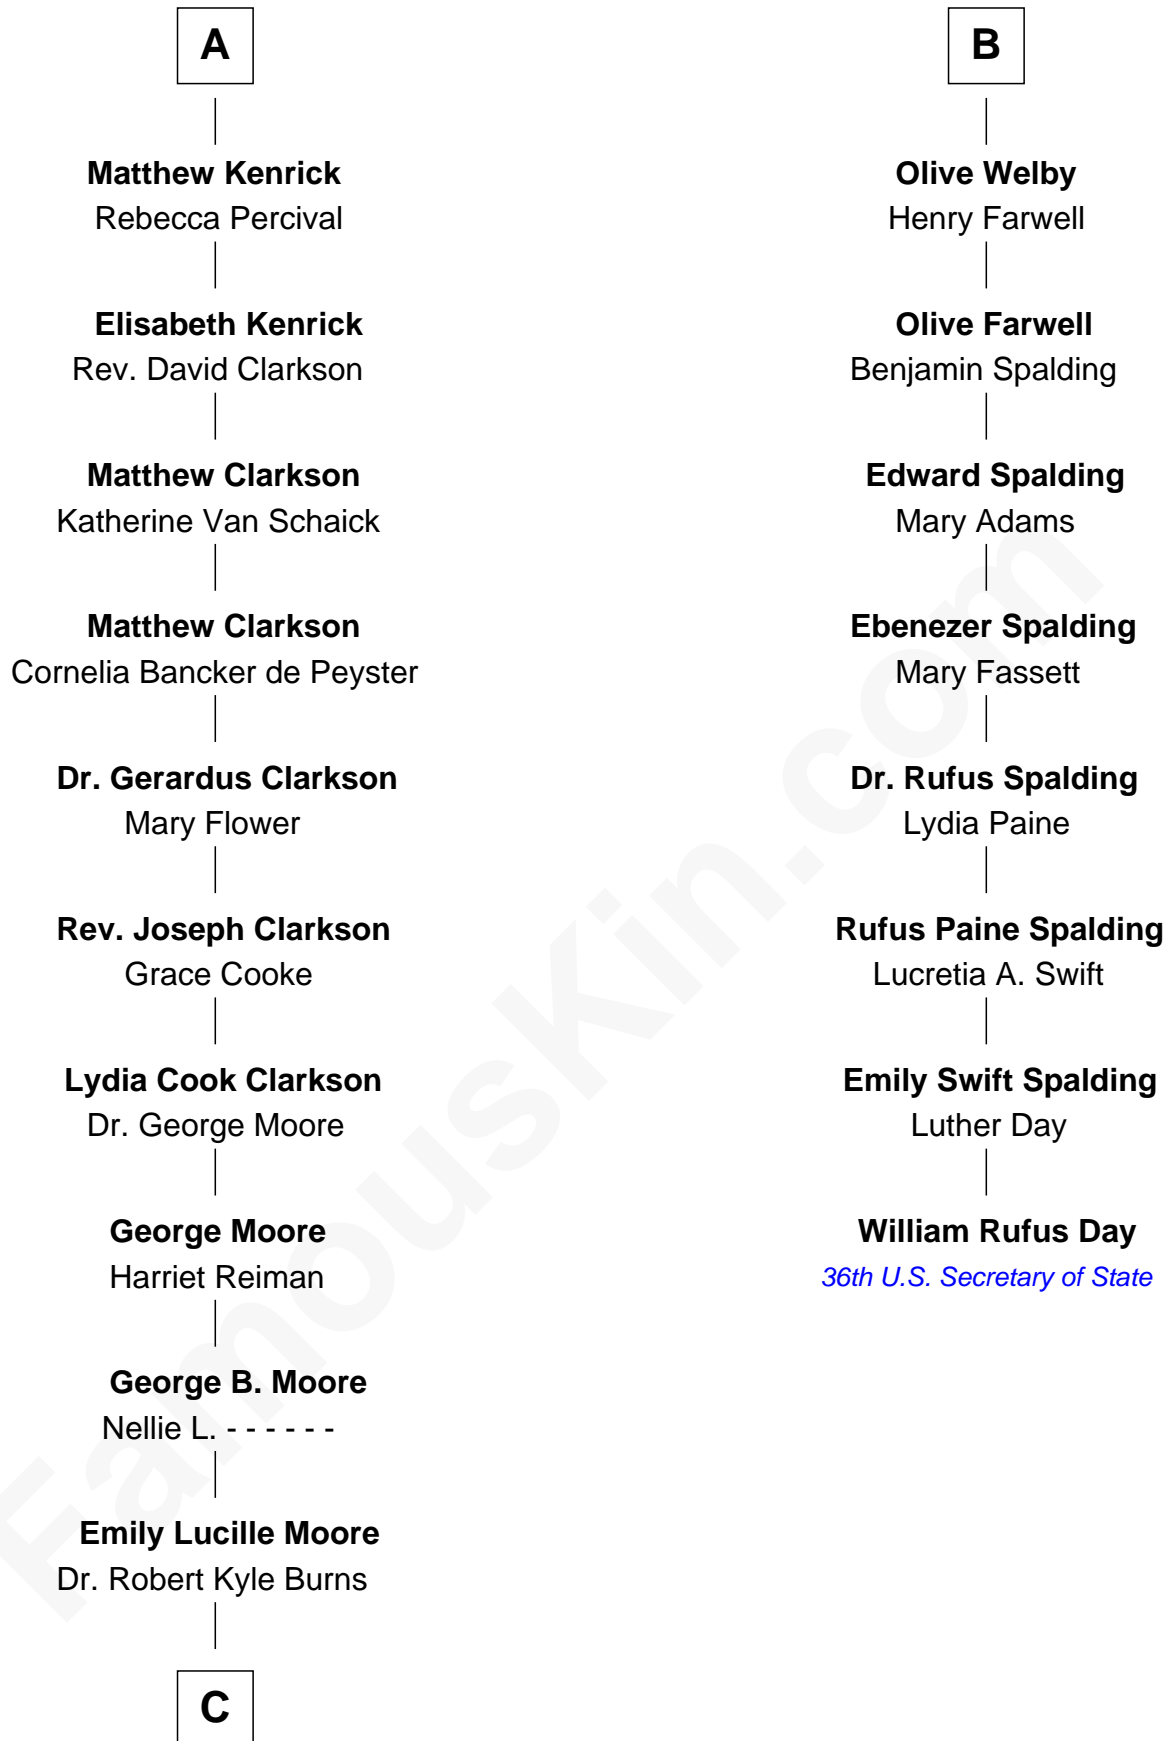 A
Matthew Kenrick
Rebecca Percival
Elisabeth Kenrick
Rev. David Clarkson
Matthew Clarkson
Katherine Van Schaick
Matthew Clarkson
Cornelia Bancker de Peyster
Dr. Gerardus Clarkson
Mary Flower
Rev. Joseph Clarkson
Grace Cooke
Lydia Cook Clarkson
Dr. George Moore
George Moore
Harriet Reiman
George B. Moore
Nellie L. - - - - - -
Emily Lucille Moore
Dr. Robert Kyle Burns
C
B
Olive Welby
Henry Farwell
Olive Farwell
Benjamin Spalding
Edward Spalding
Mary Adams
Ebenezer Spalding
Mary Fassett
Dr. Rufus Spalding
Lydia Paine
Rufus Paine Spalding
Lucretia A. Swift
Emily Swift Spalding
Luther Day
William Rufus Day
36th U.S. Secretary of State
FamousKin.com